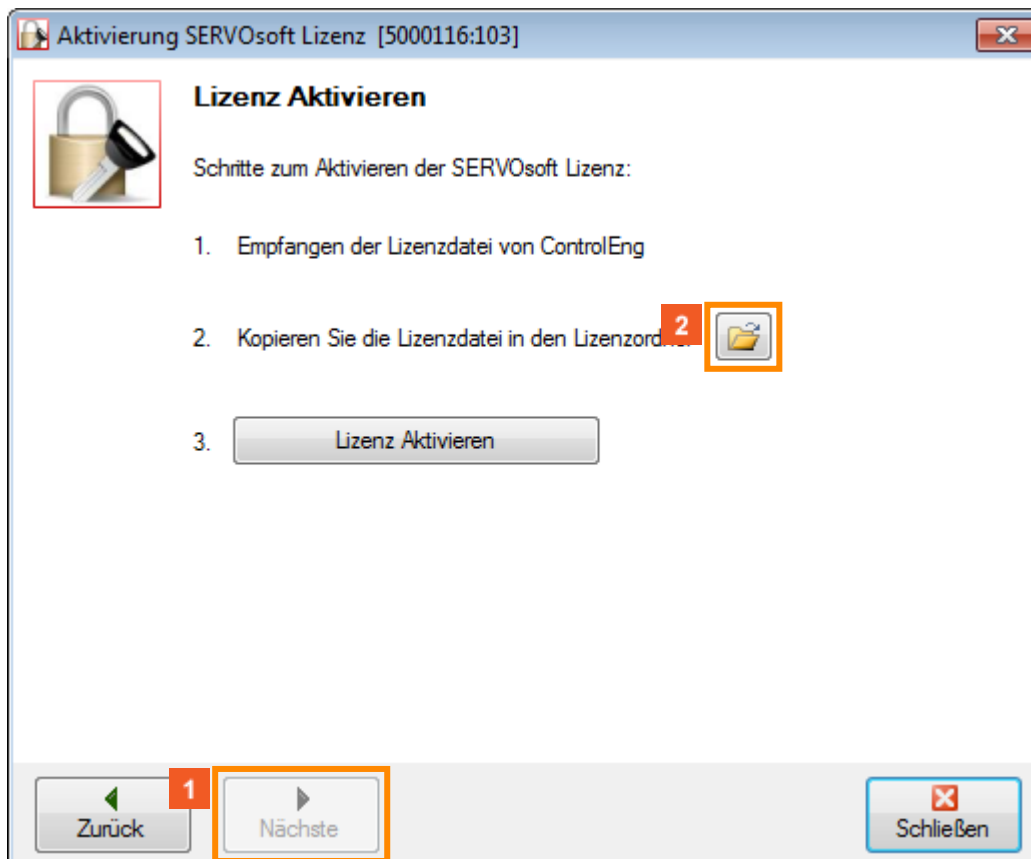 Aktivierung SERVOsoft Lizenz [5000116:103]
Lizenz Aktivieren
Schritte zum Aktivieren der SERVOsoft Lizenz:
1. Empfangen der Lizenzdatei von ControlEng
2. Kopieren Sie die Lizenzdatei in den 2
3. Lizenz Aktivieren
Zurück 1 Nächste Schließen